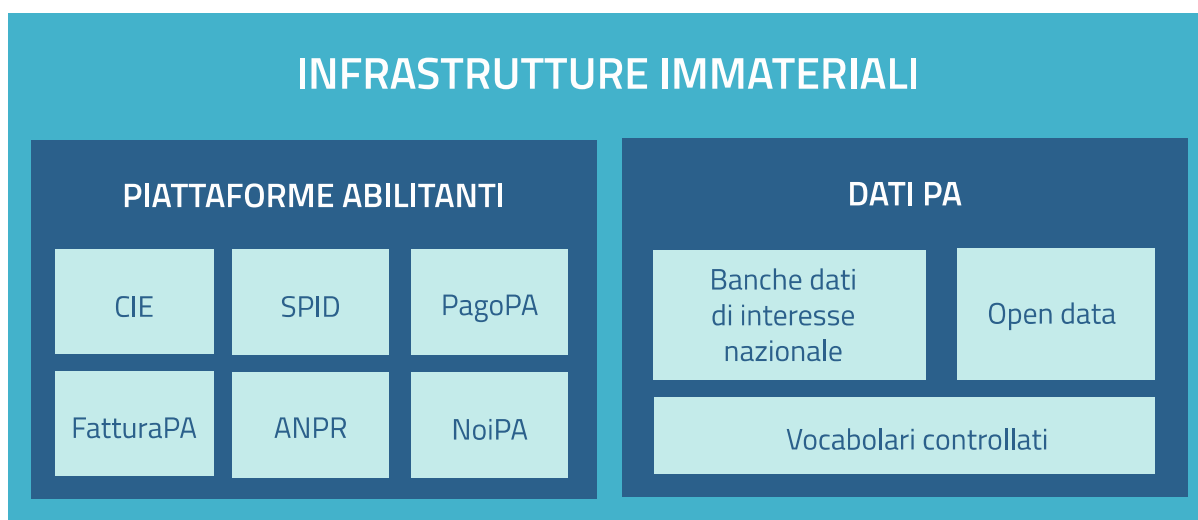 INFRASTRUTTURE IMMATERIALI
PIATTAFORME ABILITANTI
CIE
SPID
PagoPA
FatturaPA
ANPR
NoiPA
DATI PA
Banche dati
di interesse
nazionale
Open data
Vocabolari controllati